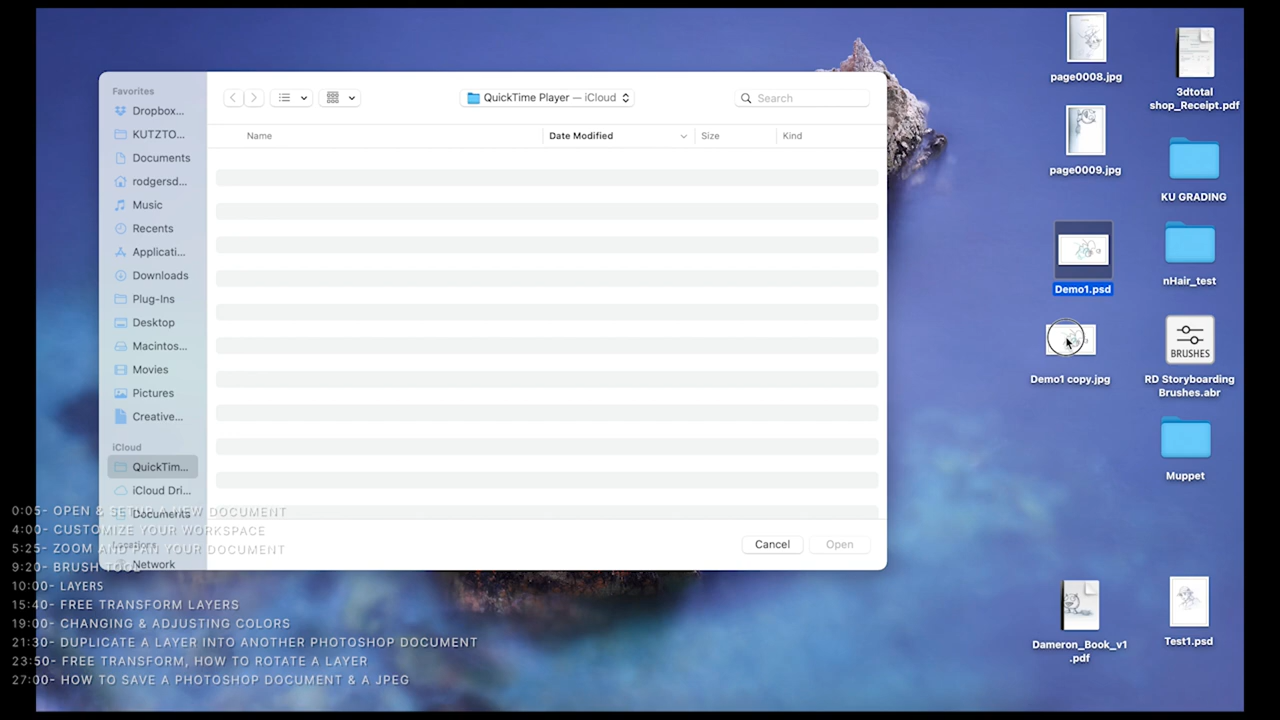 Favorites
Dropbox...
KUTZTO...
Documents
rodgersd...
Music
Recents
Applicati...
Downloads
Plug-Ins
Desktop
Macintos...
Movies
Pictures
Creative...
iCloud
QuickTim...
iCloud Dri...
Documents
Locations
Network
QuickTime Player — iCloud
Search
Name
Date Modified
Size
Kind
Cancel
Open
page0008.jpg
3dtotal
shop_Receipt.pdf
page0009.jpg
KU GRADING
Demo1.psd
nHair_test
Demo1 copy.jpg
BRUSHES
RD Storyboarding
Brushes.abr
Muppet
Dameron_Book_v1
.pdf
Test1.psd
0:05- OPEN & SETUP A NEW DOCUMENT
4:00- CUSTOMIZE YOUR WORKSPACE
5:25- ZOOM AND PAN YOUR DOCUMENT
9:20- BRUSH TOOL
10:00- LAYERS
15:40- FREE TRANSFORM LAYERS
19:00- CHANGING & ADJUSTING COLORS
21:30- DUPLICATE A LAYER INTO ANOTHER PHOTOSHOP DOCUMENT
23:50- FREE TRANSFORM, HOW TO ROTATE A LAYER
27:00- HOW TO SAVE A PHOTOSHOP DOCUMENT & A JPEG